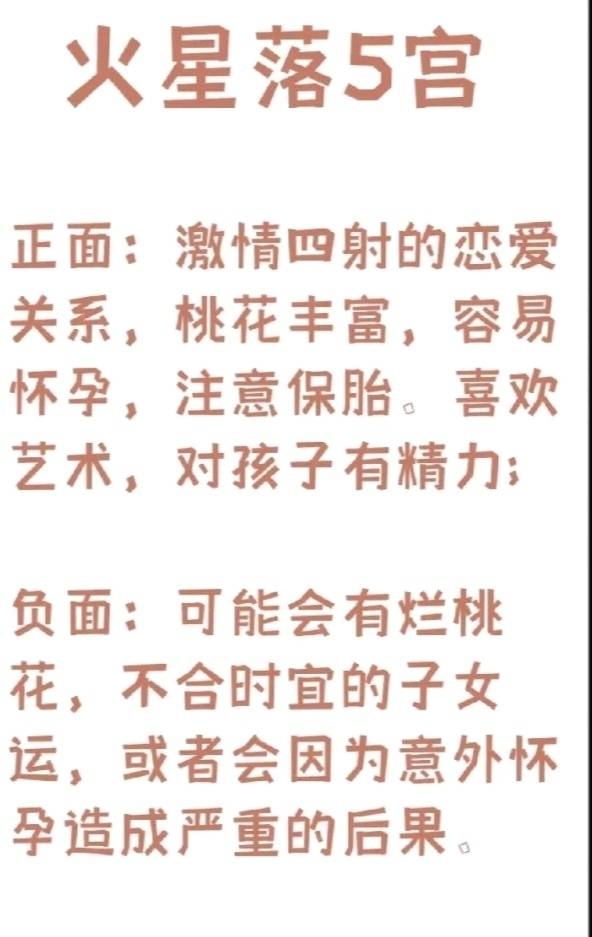 火星落5宫
正面：激情四射的恋爱
关系，桃花丰富，容易
怀孕，注意保胎。喜欢
艺术，对孩子有精力；
负面：可能会有烂桃
花，不合时宜的子女
运，或者会因为意外怀
孕造成严重的后果。